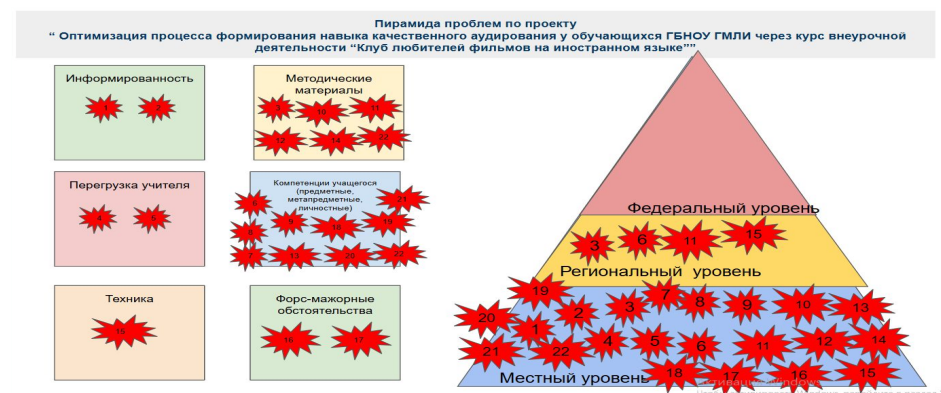 Пирамида проблем по проекту
“ Оптимизация процесса формирования навыка качественного аудирования у обучающихся ГБНОУ ГМЛИ через курс внеурочной
деятельности “Клуб любителей фильмов на иностранном языке””
Информированность
1 2
Методические
материалы
3 10 11
12 14 22
Перегрузка учителя
4 5
Компетенции учащегося
(предметные,
метапредметные,
личностные)
21
9 18
8
7 13 20 22
Техника
15
Форс-мажорные
обстоятельства
16 17
Федеральный уровень
3 6 11 15
Региональный уровень
19 7
20 2 3 8 9 10 13
1 4 5 6 11 12 14
21 22
18 17 16 15
Местный уровень